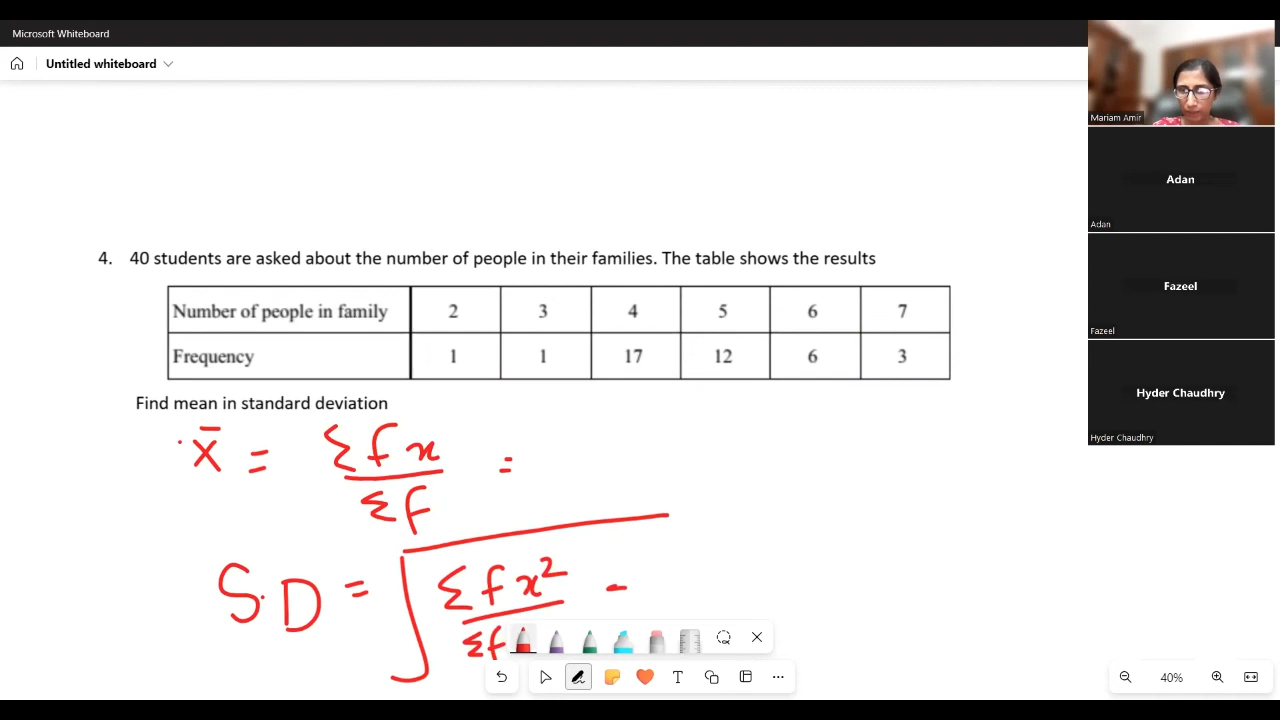 Microsoft Whiteboard
Untitled whiteboard
4. 40 students are asked about the number of people in their families. The table shows the results
Number of people in family 2 3 4 5 6 7
Frequency 1 1 17 12 6 3
Find mean in standard deviation
x̄ = Σfx / Σf =
S.D = √ Σfx² / Σf -
Mariam Amir
Adan
Adan
Fazeel
Fazeel
Hyder Chaudhry
Hyder Chaudhry
T
40%